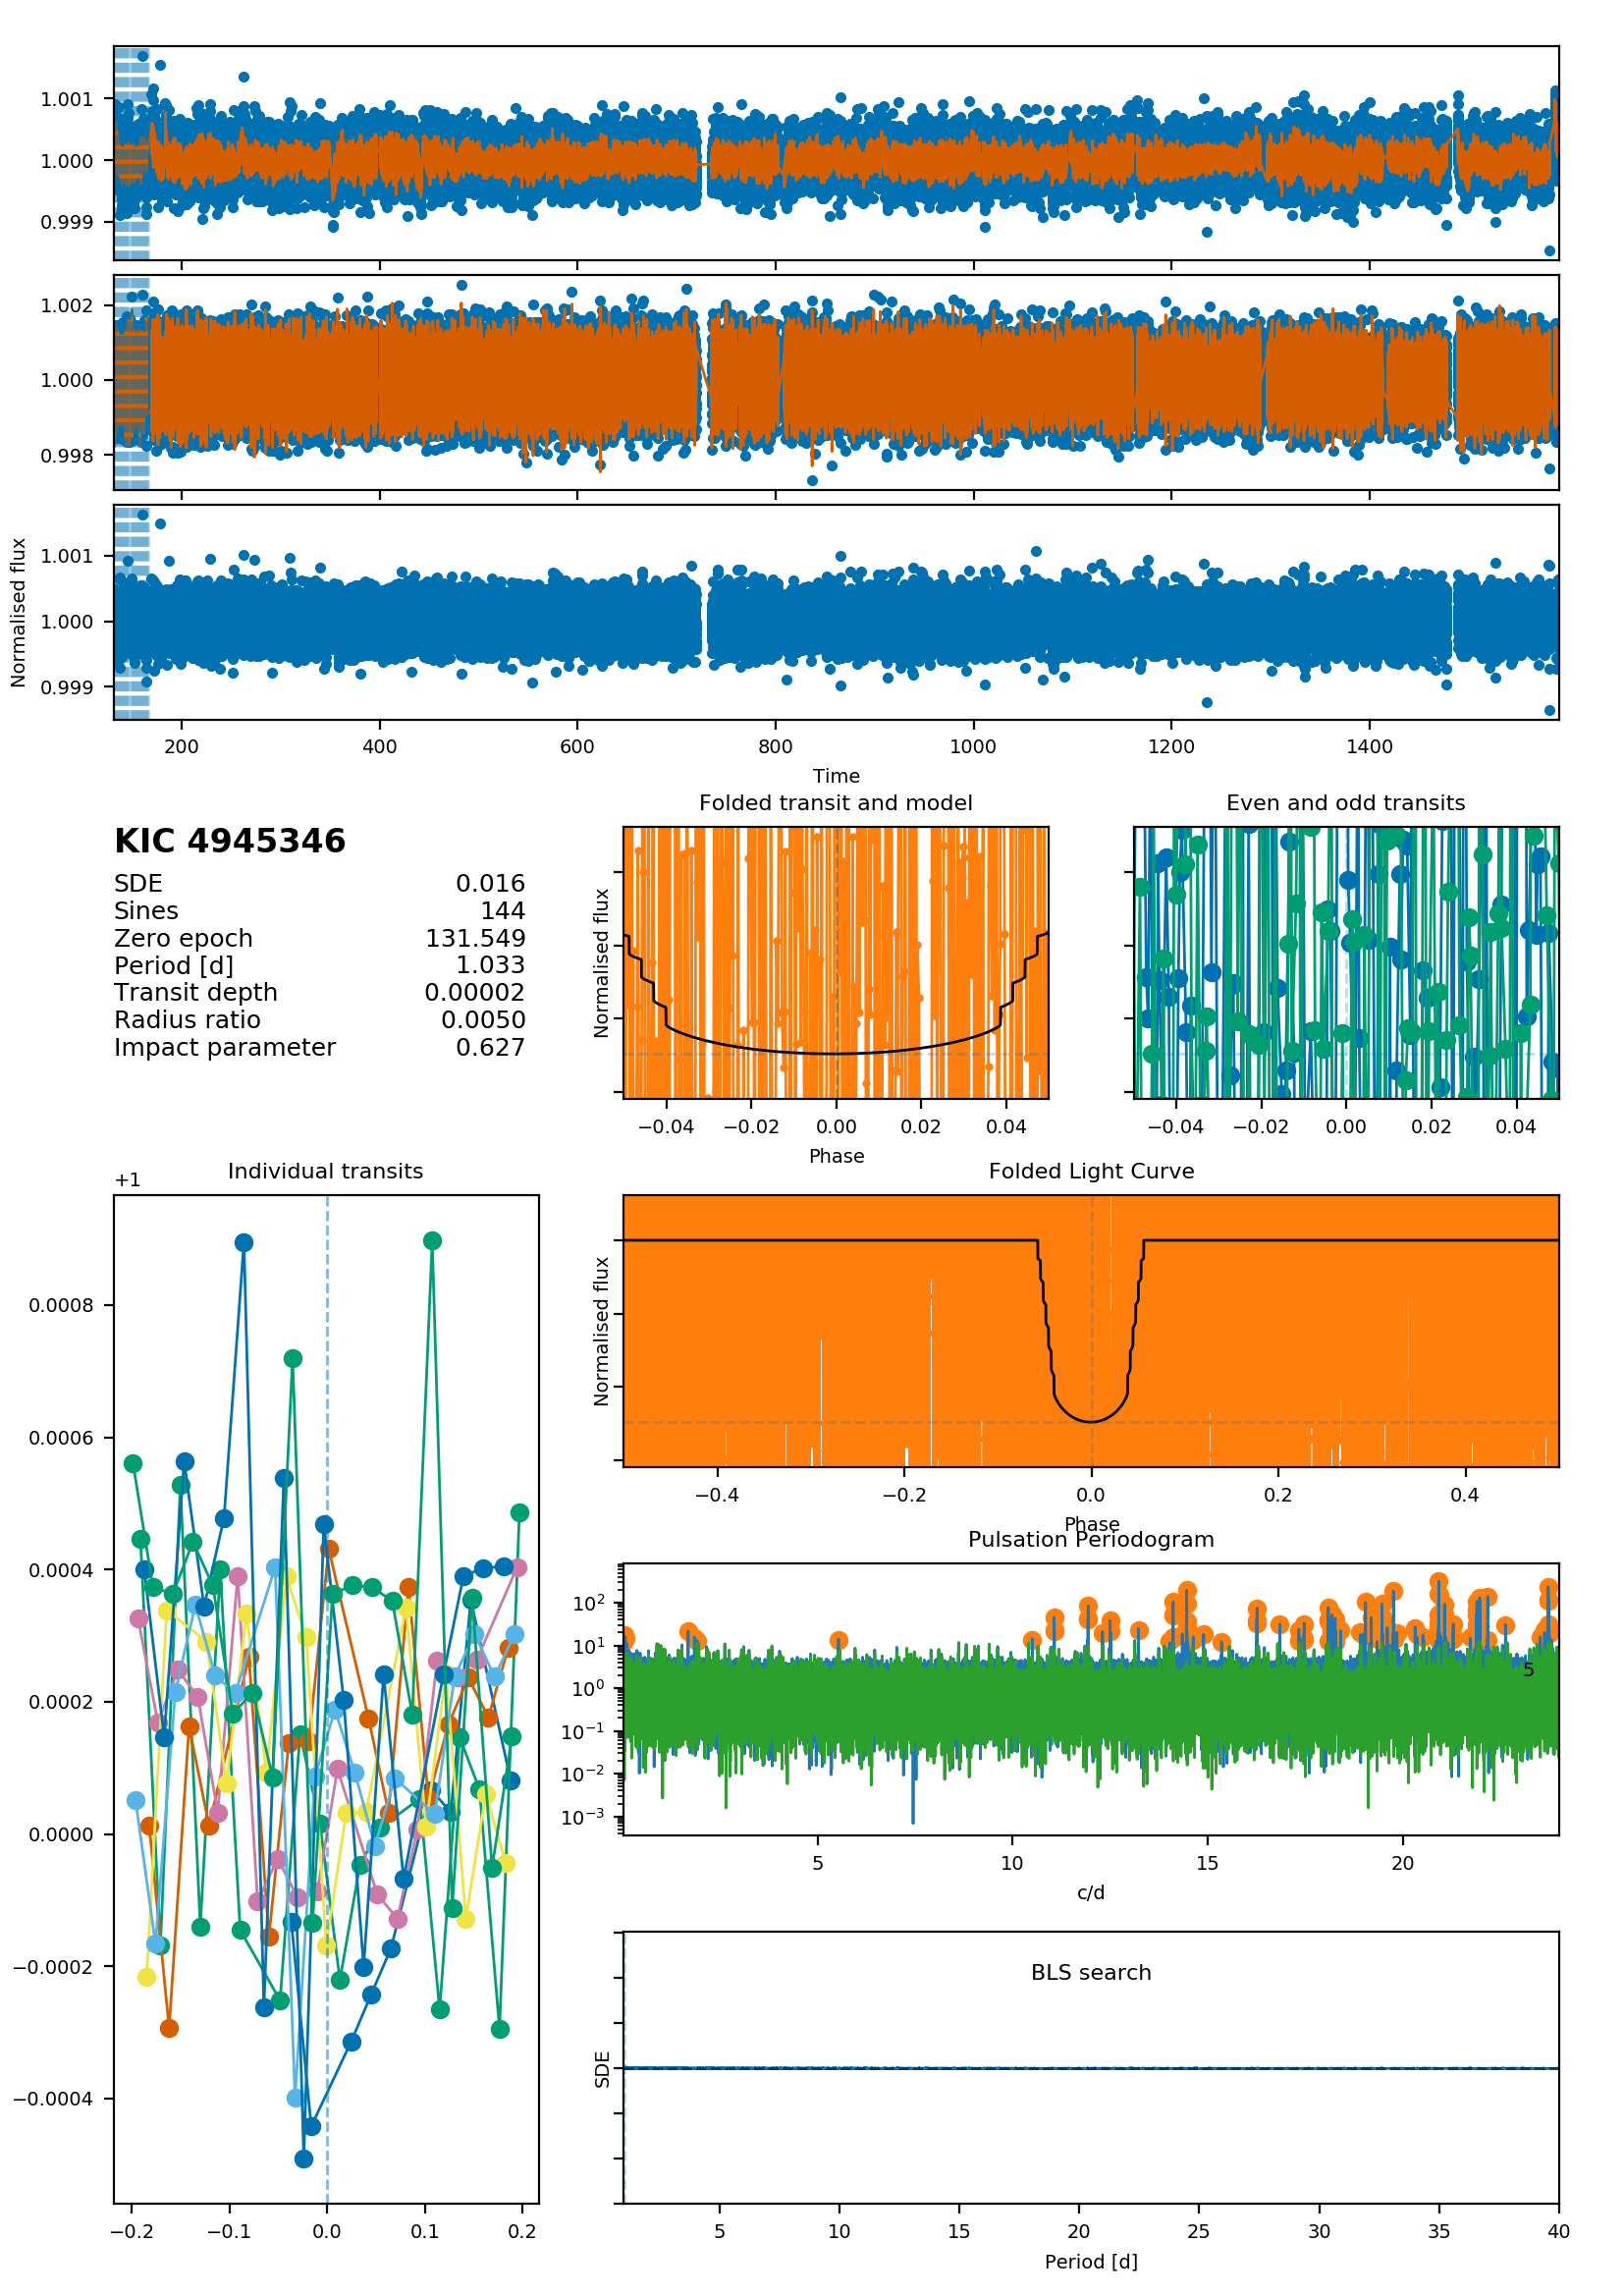 1.001
1.000
0.999
1.002
1.000
0.998
1.001
1.000
0.999
Normalised flux
200 400 600 800 1000 1200 1400
Time
KIC 4945346
SDE 0.016
Sines 144
Zero epoch 131.549
Period [d] 1.033
Transit depth 0.00002
Radius ratio 0.0050
Impact parameter 0.627
Folded transit and model
Normalised flux
−0.04 −0.02 0.00 0.02 0.04
Phase
Even and odd transits
−0.04 −0.02 0.00 0.02 0.04
Individual transits
+1
0.0008
0.0006
0.0004
0.0002
0.0000
−0.0002
−0.0004
−0.2 −0.1 0.0 0.1 0.2
Folded Light Curve
Normalised flux
−0.4 −0.2 0.0 0.2 0.4
Phase
Pulsation Periodogram
10²
10¹
10⁰
10⁻¹
10⁻²
10⁻³
5
5 10 15 20
c/d
BLS search
SDE
5 10 15 20 25 30 35 40
Period [d]